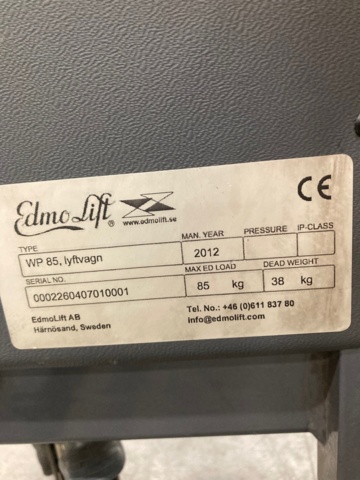 Edmo Lift ®
www.edmolift.se
CE
TYPE MAN. YEAR PRESSURE IP-CLASS
WP 85, lyftvagn 2012
SERIAL NO. MAX ED LOAD DEAD WEIGHT
0002260407010001 85 kg 38 kg
EdmoLift AB Tel. No.: +46 (0)611 837 80
Härnösand, Sweden info@edmolift.com